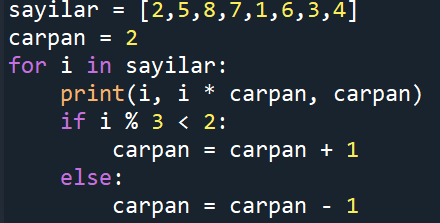 sayilar = [2,5,8,7,1,6,3,4]
carpan = 2
for i in sayilar:
    print(i, i * carpan, carpan)
    if i % 3 < 2:
        carpan = carpan + 1
    else:
        carpan = carpan - 1